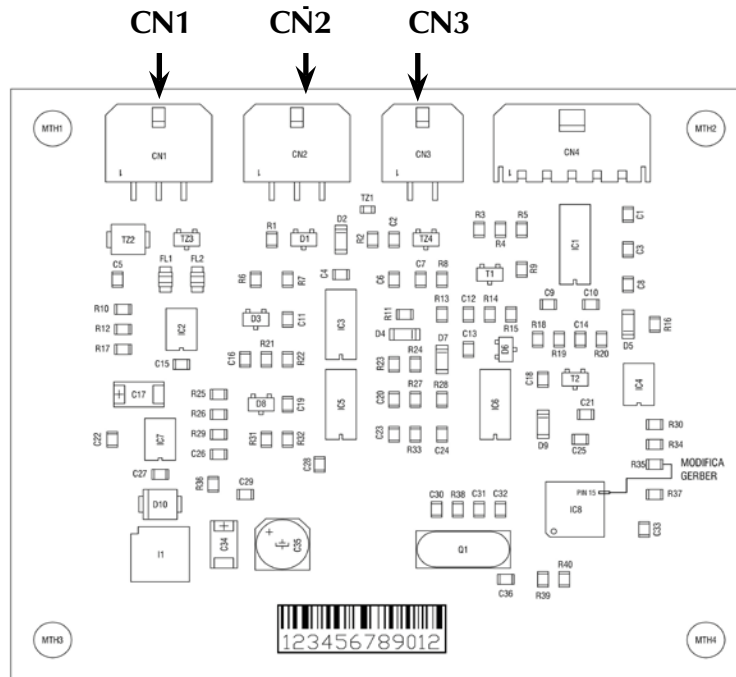 CN1 CN2 CN3
MTH1 CN1 CN2 CN3 CN4 MTH2
1 1 1 1
TZ1
TZ2 TZ3 R1 D1 D2 R2 C2 TZ4 R3 R4 R5 IC1 C1
C3
C5 FL1 FL2 R6 R7 C4 C6 C7 R8 T1 R9 C8
R10 C9 C10
R12 IC2 D3 C11 IC3 R11 R13 C12 R14 R15 D5 R16
R17 D4 R18 R19 C14 R20
C15 C16 R21 R22 R23 R24 D7 C13 D6
C17 R25 D8 C19 IC5 C20 R27 R28 IC6 C18 T2 IC4
R26 C21
C22 IC7 R29 R31 R32 C23 R33 C24 D9 C25 R30
C26 R34
C27 C28 R35 MODIFICA
GERBER
R36 C29 PIN 15 R37
D10 C30 R38 C31 C32 IC8
I1 C34 C35 Q1 C33
C36 R39 R40
MTH3 123456789012 MTH4